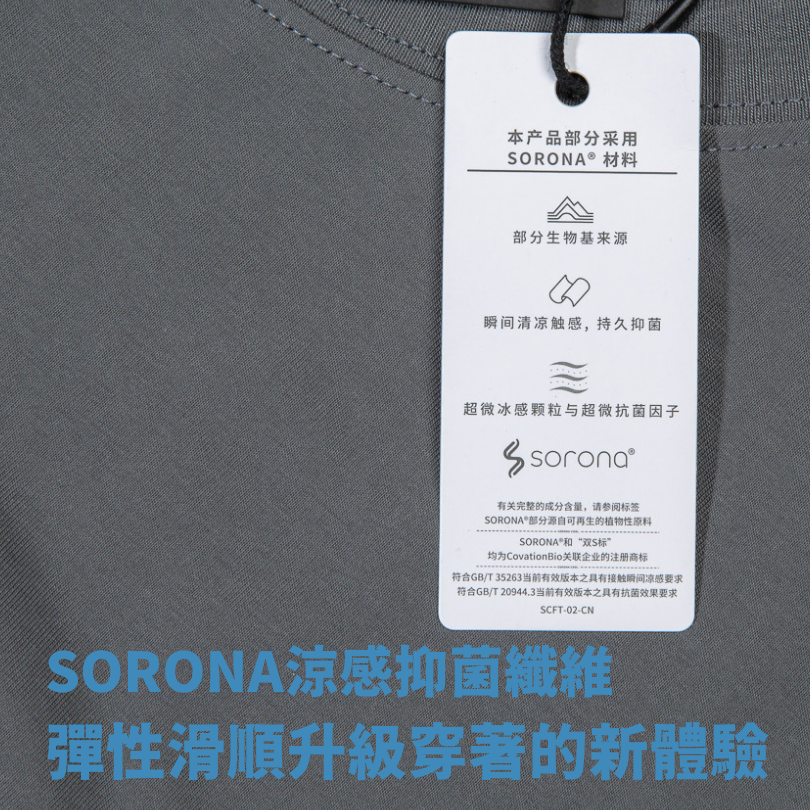 本产品部分采用
SORONA® 材料
部分生物基来源
瞬间清凉触感, 持久抑菌
超微冰感颗粒与超微抗菌因子
sorona®
有关完整的成分含量，请参阅标签
SORONA®部分源自可再生的植物性原料
SORONA®和“双S标”
均为CovationBio关联企业的注册商标
符合GB/T 35263当前有效版本之具有接触瞬间凉感要求
符合GB/T 20944.3当前有效版本之具有抗菌效果要求
SCFT-02-CN
SORONA涼感抑菌纖維
彈性滑順升級穿著的新體驗